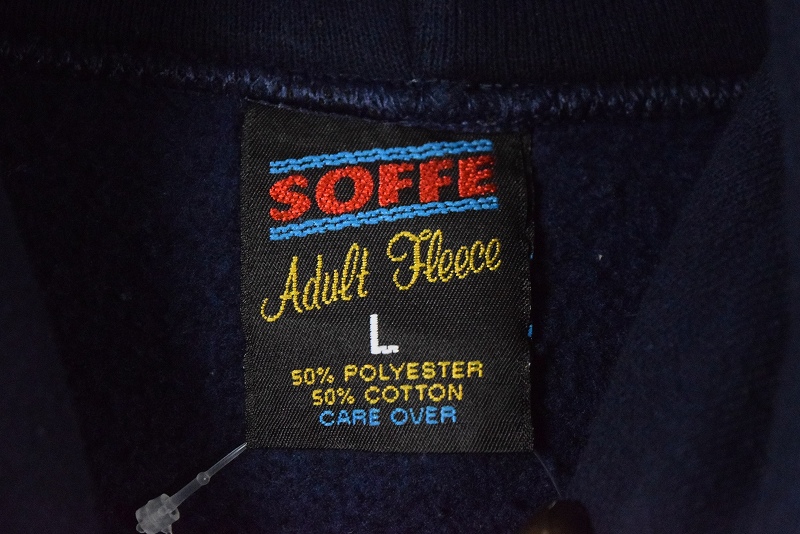 SOFFE
Adult Fleece
L
50% POLYESTER
50% COTTON
CARE OVER